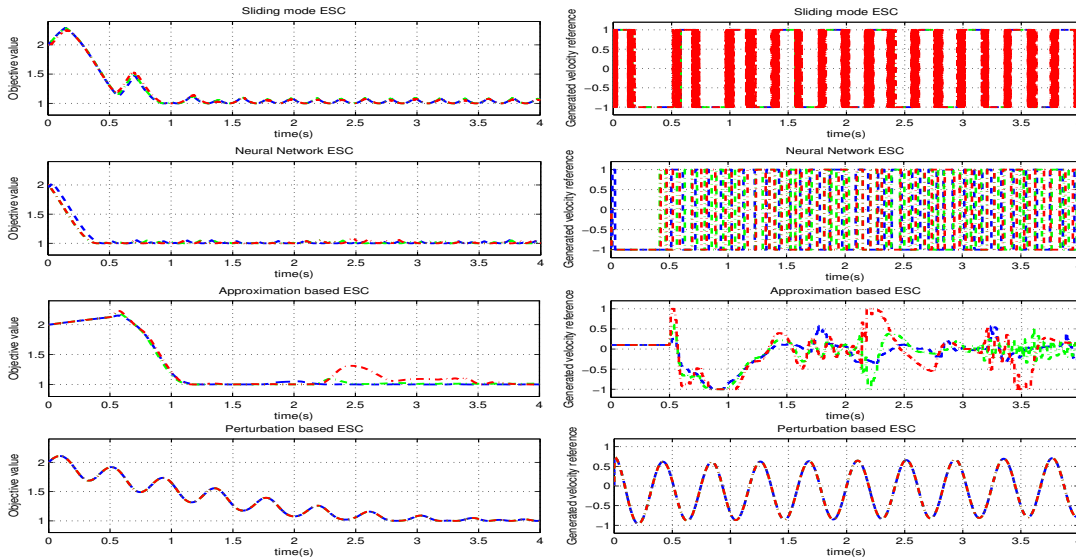 Sliding mode ESC
Objective value
2
1.5
1
0 0.5 1 1.5 2 2.5 3 3.5 4
time(s)
Neural Network ESC
Objective value
2
1.5
1
0 0.5 1 1.5 2 2.5 3 3.5 4
time(s)
Approximation based ESC
Objective value
2
1.5
1
0 0.5 1 1.5 2 2.5 3 3.5 4
time(s)
Perturbation based ESC
Objective value
2
1.5
1
0 0.5 1 1.5 2 2.5 3 3.5 4
time(s)
Sliding mode ESC
Generated velocity reference
1
0.5
0
−0.5
−1
0 0.5 1 1.5 2 2.5 3 3.5
time(s)
Neural Network ESC
Generated velocity reference
1
0.5
0
−0.5
−1
0 0.5 1 1.5 2 2.5 3 3.5
time(s)
Approximation based ESC
Generated velocity reference
1
0.5
0
−0.5
−1
0 0.5 1 1.5 2 2.5 3 3.5
time(s)
Perturbation based ESC
Generated velocity reference
1
0.5
0
−0.5
−1
0 0.5 1 1.5 2 2.5 3 3.5
time(s)